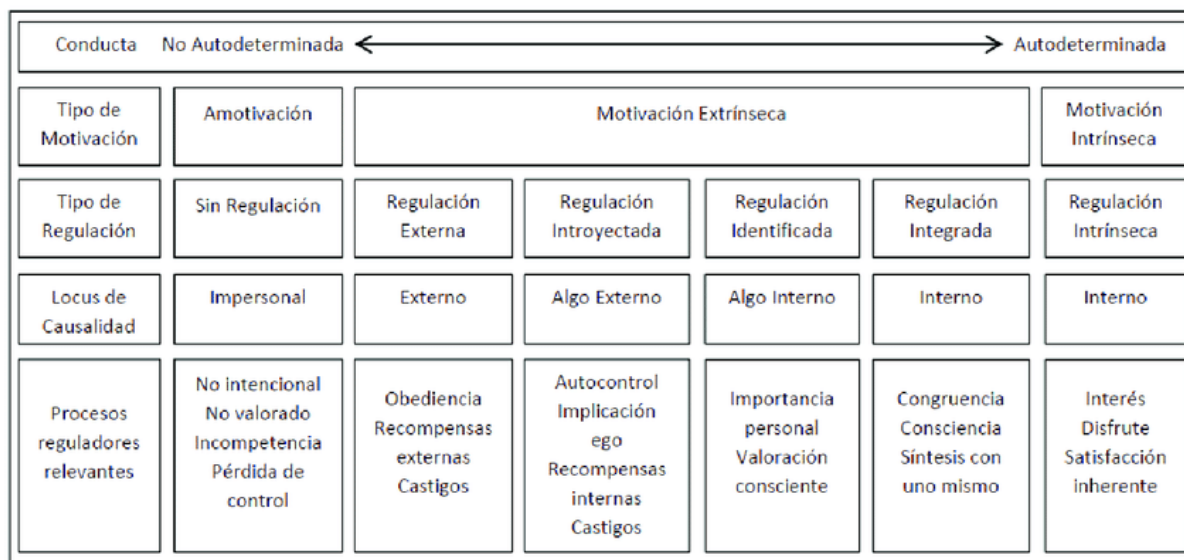 Conducta No Autodeterminada Autodeterminada
Tipo de
Motivación
Amotivación
Motivación Extrínseca
Motivación
Intrínseca
Tipo de
Regulación
Sin Regulación
Regulación
Externa
Regulación
Introyectada
Regulación
Identificada
Regulación
Integrada
Regulación
Intrínseca
Locus de
Causalidad
Impersonal
Externo
Algo Externo
Algo Interno
Interno
Interno
Procesos
reguladores
relevantes
No intencional
No valorado
Incompetencia
Pérdida de
control
Obediencia
Recompensas
externas
Castigos
Autocontrol
Implicación
ego
Recompensas
internas
Castigos
Importancia
personal
Valoración
consciente
Congruencia
Consciencia
Síntesis con
uno mismo
Interés
Disfrute
Satisfacción
inherente